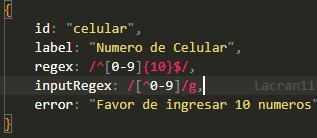 {
id: "celular",
label: "Numero de Celular",
regex: /^[0-9]{10}$/,
inputRegex: /[^0-9]/g, Lacran11
error: "Favor de ingresar 10 numeros"
}